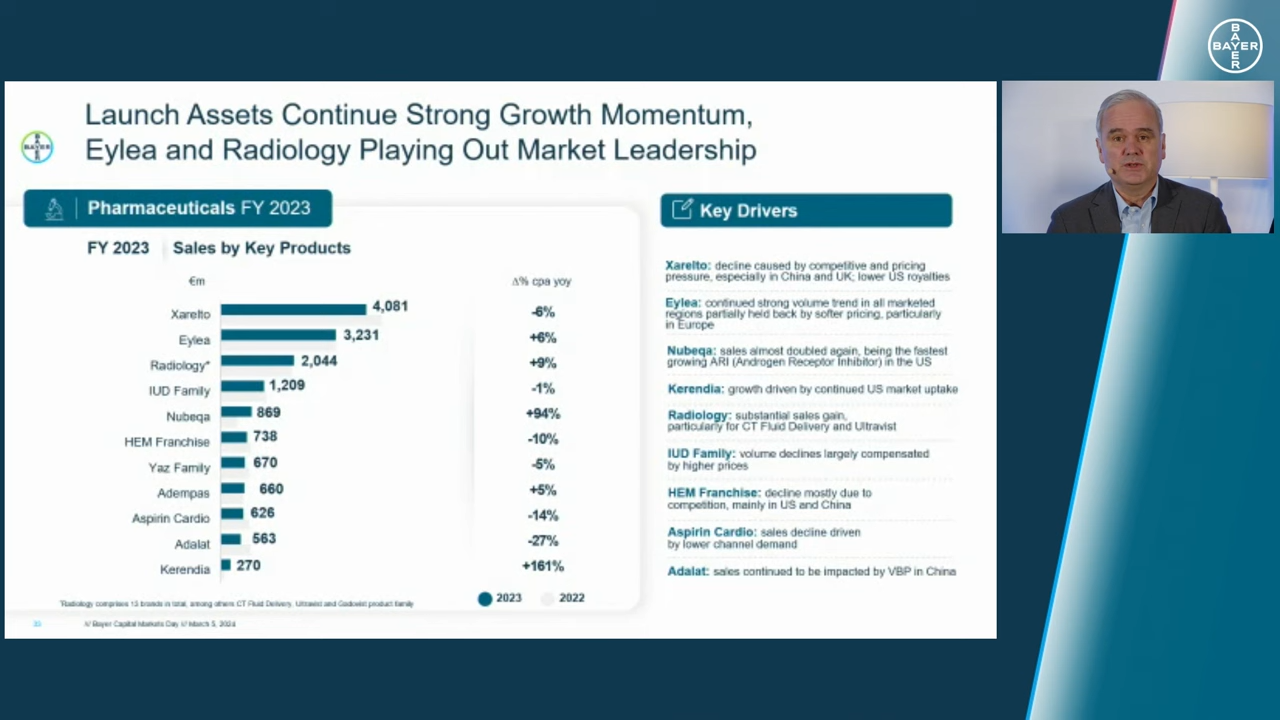 Launch Assets Continue Strong Growth Momentum,
Eylea and Radiology Playing Out Market Leadership
BAYER
BAYER
Pharmaceuticals FY 2023
FY 2023 Sales by Key Products
€m
Δ% cpa yoy
Xarelto 4,081 -6%
Eylea 3,231 +6%
Radiology* 2,044 +9%
IUD Family 1,209 -1%
Nubeqa 869 +94%
HEM Franchise 738 -10%
Yaz Family 670 -5%
Adempas 660 +5%
Aspirin Cardio 626 -14%
Adalat 563 -27%
Kerendia 270 +161%
2023 2022
*Radiology comprises 13 brands in total, among others CT Fluid Delivery, Ultravist and Gadovist product family
// Bayer Capital Markets Day // March 5, 2024
Key Drivers
Xarelto: decline caused by competitive and pricing
pressure, especially in China and UK; lower US royalties
Eylea: continued strong volume trend in all marketed
regions partially held back by softer pricing, particularly
in Europe
Nubeqa: sales almost doubled again, being the fastest
growing ARI (Androgen Receptor Inhibitor) in the US
Kerendia: growth driven by continued US market uptake
Radiology: substantial sales gain,
particularly for CT Fluid Delivery and Ultravist
IUD Family: volume declines largely compensated
by higher prices
HEM Franchise: decline mostly due to
competition, mainly in US and China
Aspirin Cardio: sales decline driven
by lower channel demand
Adalat: sales continued to be impacted by VBP in China
BAYER
BAYER